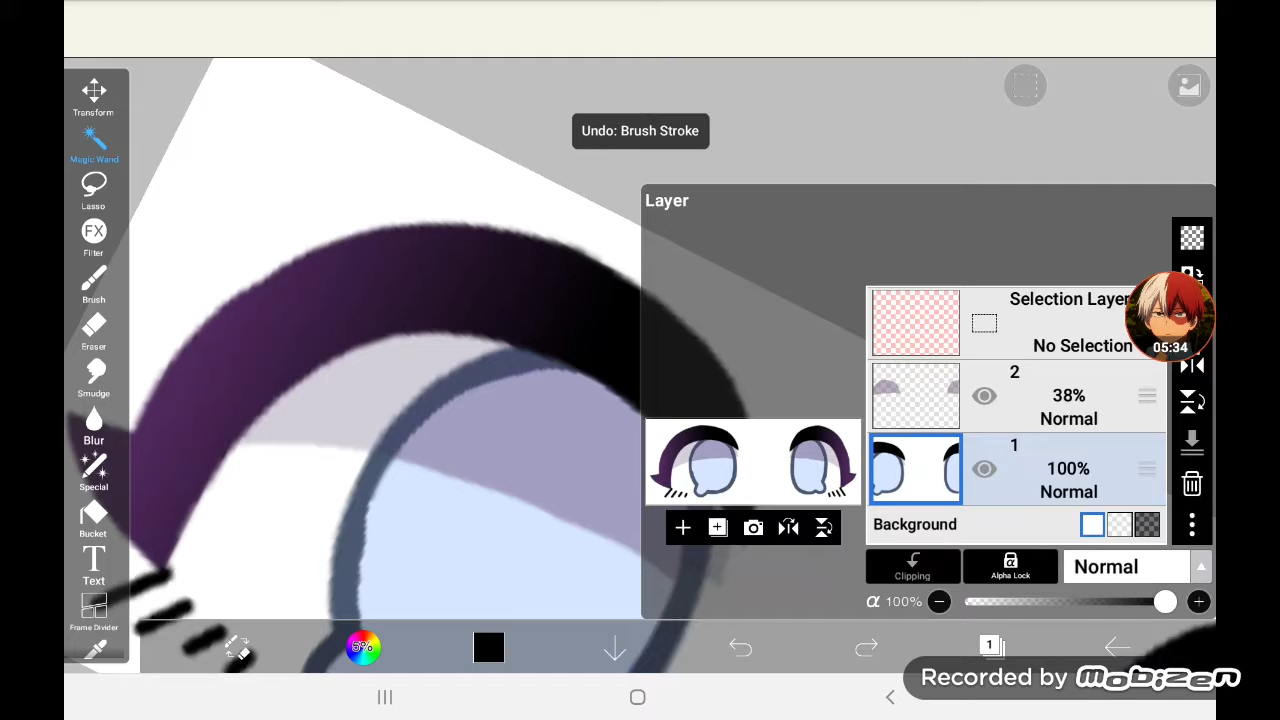 Undo: Brush Stroke
Transform
Magic Wand
Lasso
FX
Filter
Brush
Eraser
Smudge
Blur
Special
Bucket
T
Text
Frame Divider
Layer
Selection Layer
No Selection
05:34
2
38%
Normal
1
100%
Normal
Background
Clipping
α
Alpha Lock
Normal
α 100%
5%
1
Recorded by Mobizen